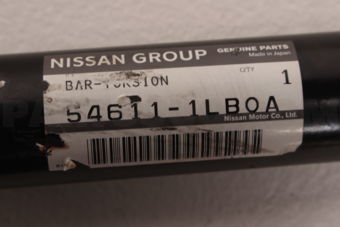 NISSAN GROUP
GENUINE PARTS
Made in Japan
BAR-TORSION
QTY
1
54611-1LB0A
Nissan Motor Co., Ltd.